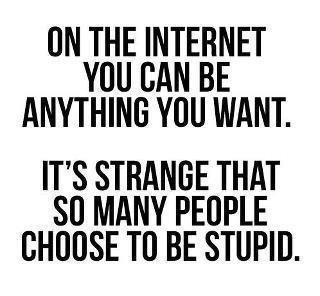 ON THE INTERNET
YOU CAN BE
ANYTHING YOU WANT.
IT'S STRANGE THAT
SO MANY PEOPLE
CHOOSE TO BE STUPID.